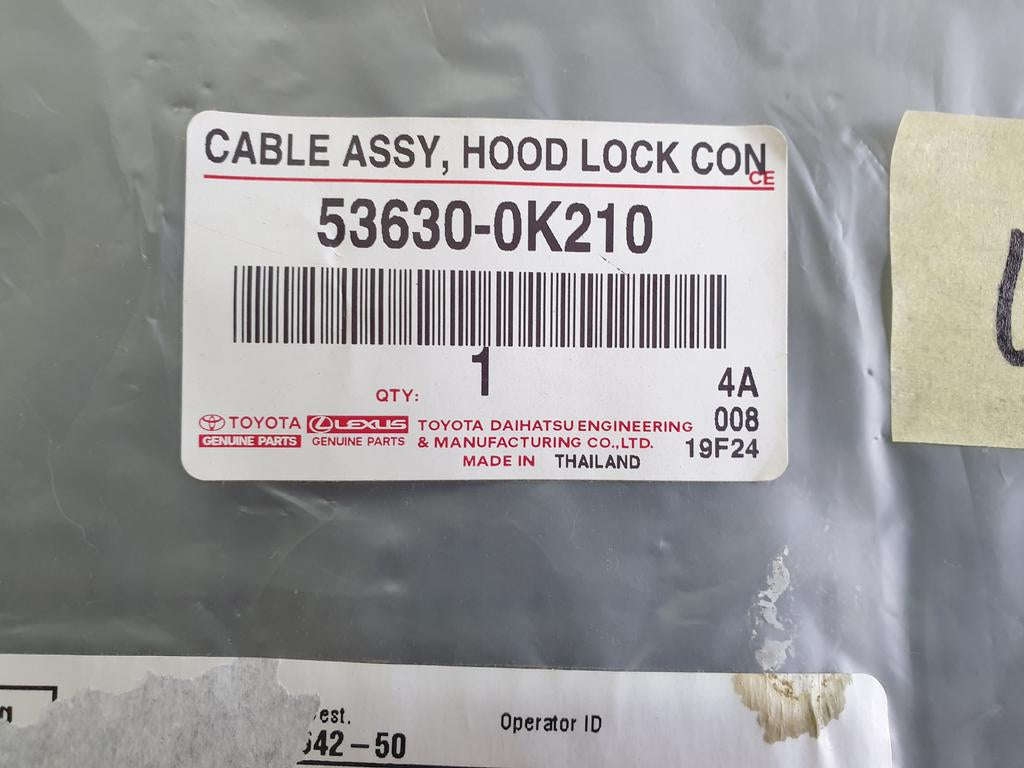 CABLE ASSY, HOOD LOCK CON
CE
53630-0K210
1
QTY:
4A
008
19F24
TOYOTA
GENUINE PARTS
LEXUS
GENUINE PARTS
TOYOTA DAIHATSU ENGINEERING
& MANUFACTURING CO.,LTD.
MADE IN THAILAND
est.
642-50
Operator ID